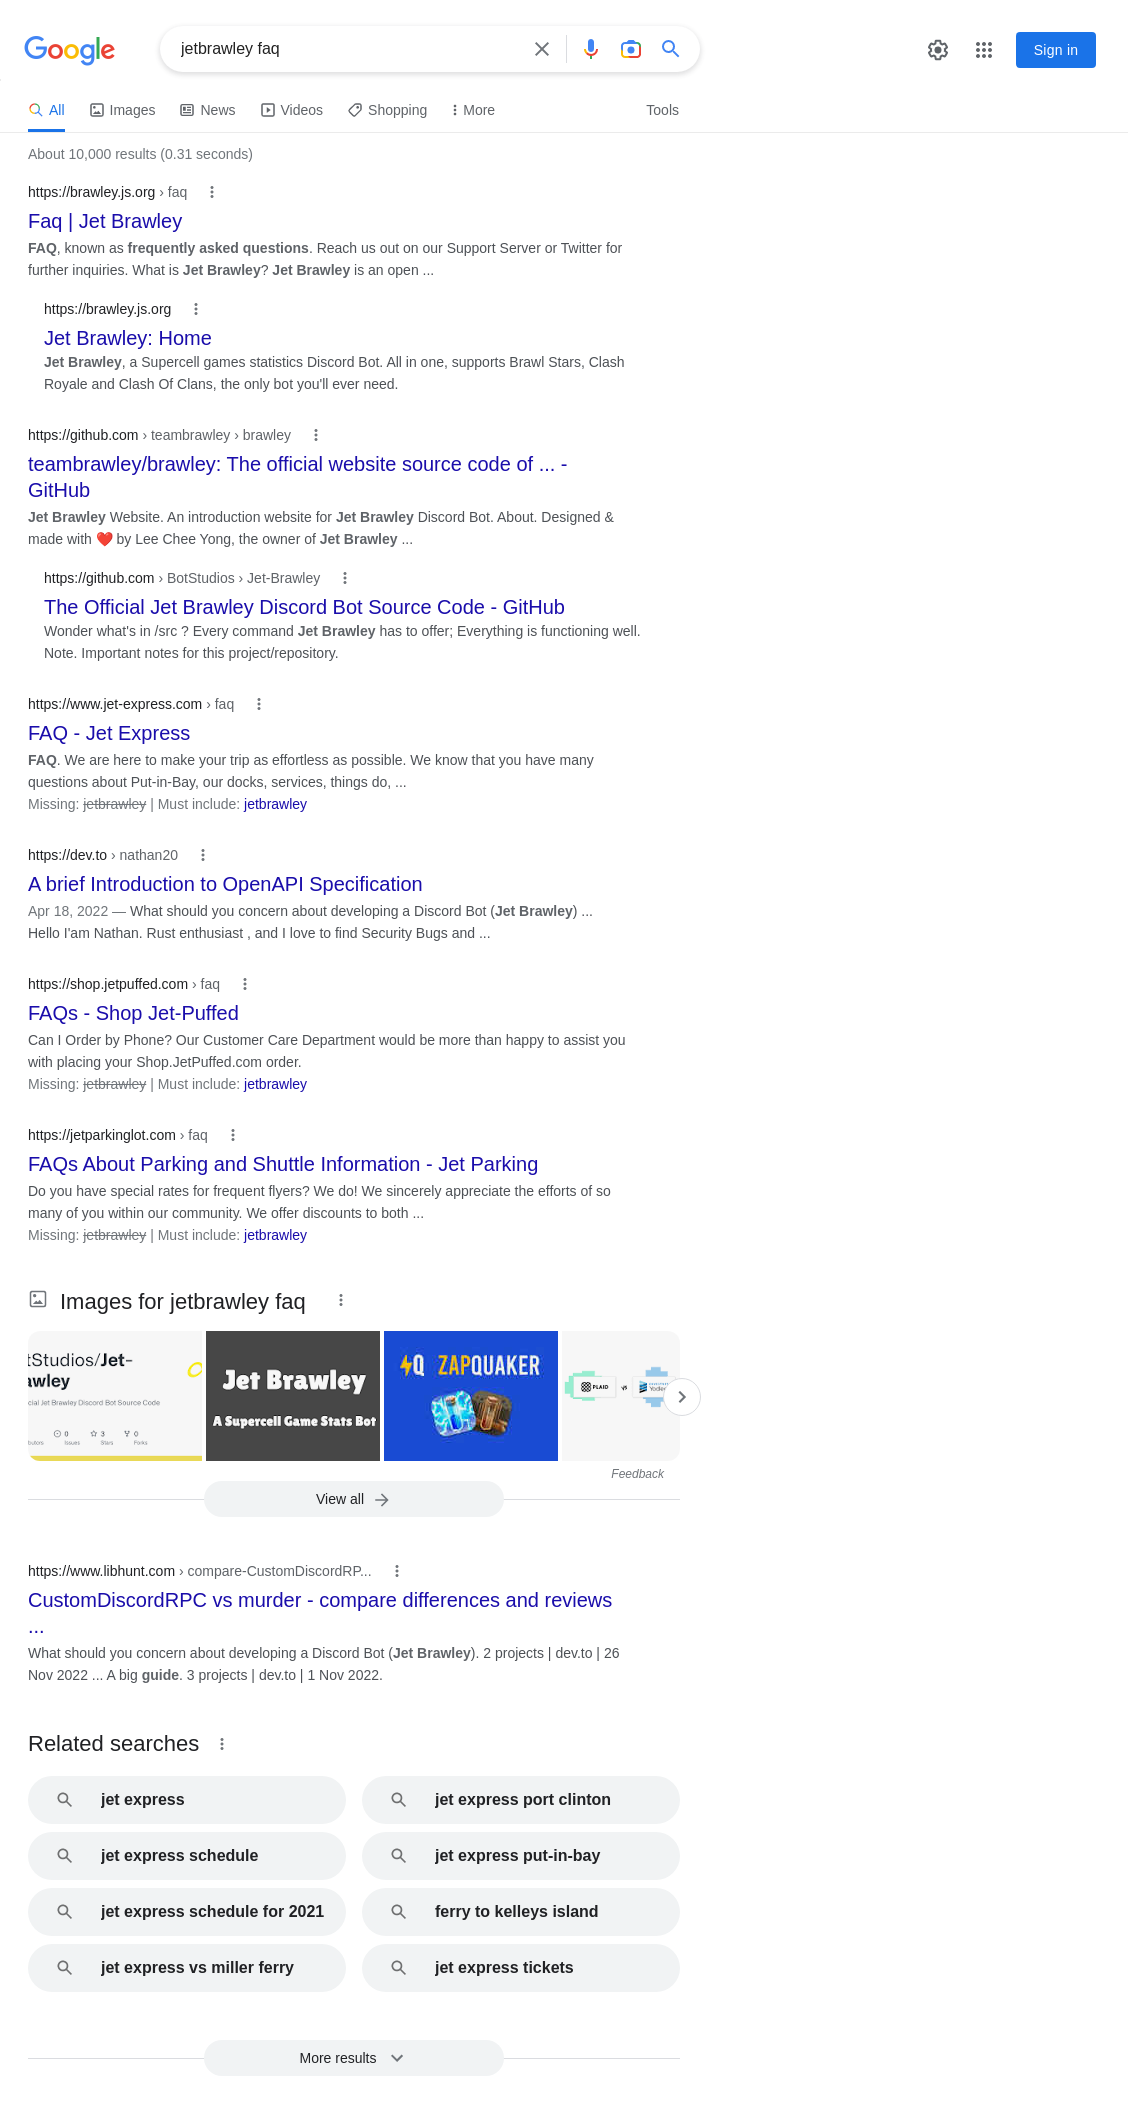 Google
jetbrawley faq
Sign in
All
Images
News
Videos
Shopping
More
Tools
About 10,000 results (0.31 seconds)
https://brawley.js.org › faq
Faq | Jet Brawley
FAQ, known as frequently asked questions. Reach us out on our Support Server or Twitter for
further inquiries. What is Jet Brawley? Jet Brawley is an open ...
https://brawley.js.org
Jet Brawley: Home
Jet Brawley, a Supercell games statistics Discord Bot. All in one, supports Brawl Stars, Clash
Royale and Clash Of Clans, the only bot you'll ever need.
https://github.com › teambrawley › brawley
teambrawley/brawley: The official website source code of ... -
GitHub
Jet Brawley Website. An introduction website for Jet Brawley Discord Bot. About. Designed &
made with ❤️ by Lee Chee Yong, the owner of Jet Brawley ...
https://github.com › BotStudios › Jet-Brawley
The Official Jet Brawley Discord Bot Source Code - GitHub
Wonder what's in /src ? Every command Jet Brawley has to offer; Everything is functioning well.
Note. Important notes for this project/repository.
https://www.jet-express.com › faq
FAQ - Jet Express
FAQ. We are here to make your trip as effortless as possible. We know that you have many
questions about Put-in-Bay, our docks, services, things do, ...
Missing: jetbrawley | Must include: jetbrawley
https://dev.to › nathan20
A brief Introduction to OpenAPI Specification
Apr 18, 2022 — What should you concern about developing a Discord Bot (Jet Brawley) ...
Hello I'am Nathan. Rust enthusiast , and I love to find Security Bugs and ...
https://shop.jetpuffed.com › faq
FAQs - Shop Jet-Puffed
Can I Order by Phone? Our Customer Care Department would be more than happy to assist you
with placing your Shop.JetPuffed.com order.
Missing: jetbrawley | Must include: jetbrawley
https://jetparkinglot.com › faq
FAQs About Parking and Shuttle Information - Jet Parking
Do you have special rates for frequent flyers? We do! We sincerely appreciate the efforts of so
many of you within our community. We offer discounts to both ...
Missing: jetbrawley | Must include: jetbrawley
Images for jetbrawley faq
tStudios/Jet-
awley
cial Jet Brawley Discord Bot Source Code
0
3
0
Issues
Stars
Forks
Jet Brawley
A Supercell Game Stats Bot
Q ZAPQUAKER
PLAID
vs
Yodlee
Feedback
View all
https://www.libhunt.com › compare-CustomDiscordRP...
CustomDiscordRPC vs murder - compare differences and reviews
...
What should you concern about developing a Discord Bot (Jet Brawley). 2 projects | dev.to | 26
Nov 2022 ... A big guide. 3 projects | dev.to | 1 Nov 2022.
Related searches
jet express
jet express port clinton
jet express schedule
jet express put-in-bay
jet express schedule for 2021
ferry to kelleys island
jet express vs miller ferry
jet express tickets
More results